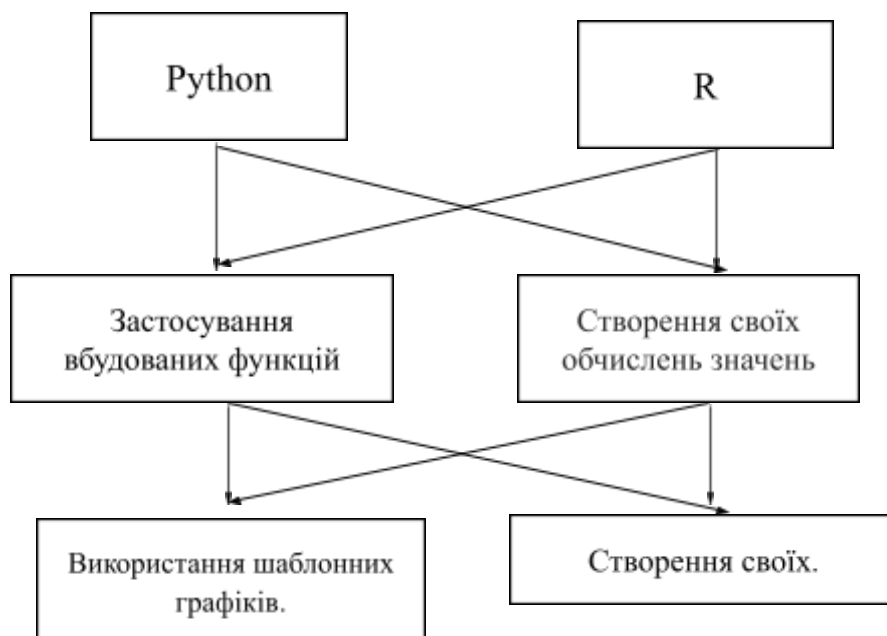 Python
R
Застосування
вбудованих функцій
Створення своїх
обчислень значень
Використання шаблонних
графіків.
Створення своїх.